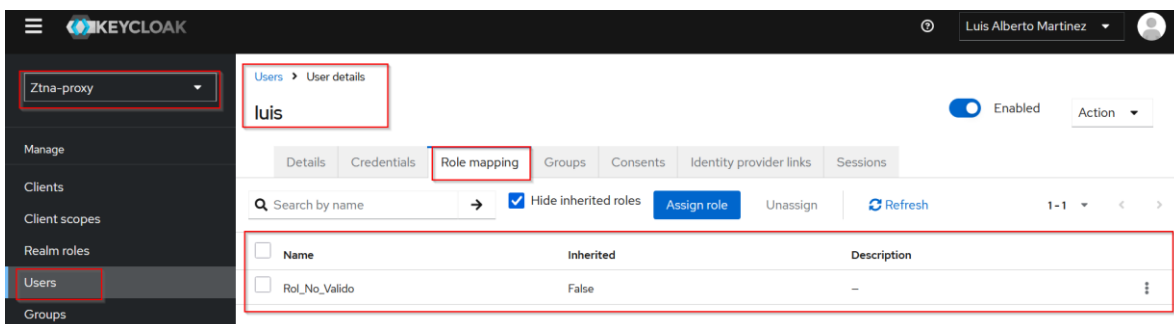 KEYCLOAK
Luis Alberto Martinez
Ztna-proxy
Manage
Clients
Client scopes
Realm roles
Users
Groups
Users > User details
luis
Enabled
Action
Details Credentials Role mapping Groups Consents Identity provider links Sessions
Search by name Hide inherited roles Assign role Unassign Refresh 1-1
Name Inherited Description
Rol_No_Valido False –